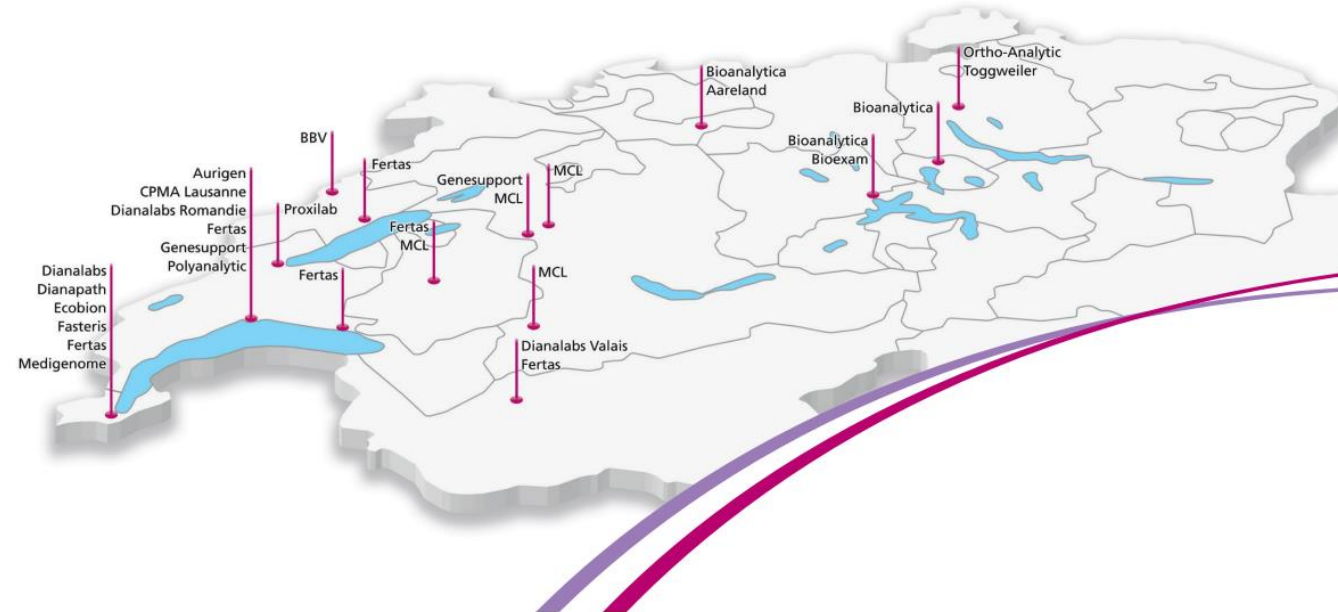 Ortho-Analytic
Toggweiler
Bioanalytica
Aareland
Bioanalytica
BBV
Bioanalytica
Bioexam
Fertas
Aurigen
CPMA Lausanne
Dianalabs Romandie
Fertas
Genesupport
Polyanalytic
MCL
Genesupport
MCL
Proxilab
Fertas
MCL
Dianalabs
Dianapath
Ecobion
Fasteris
Fertas
Medigenome
Fertas
MCL
Dianalabs Valais
Fertas